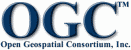 OGC™
Open Geospatial Consortium, Inc.